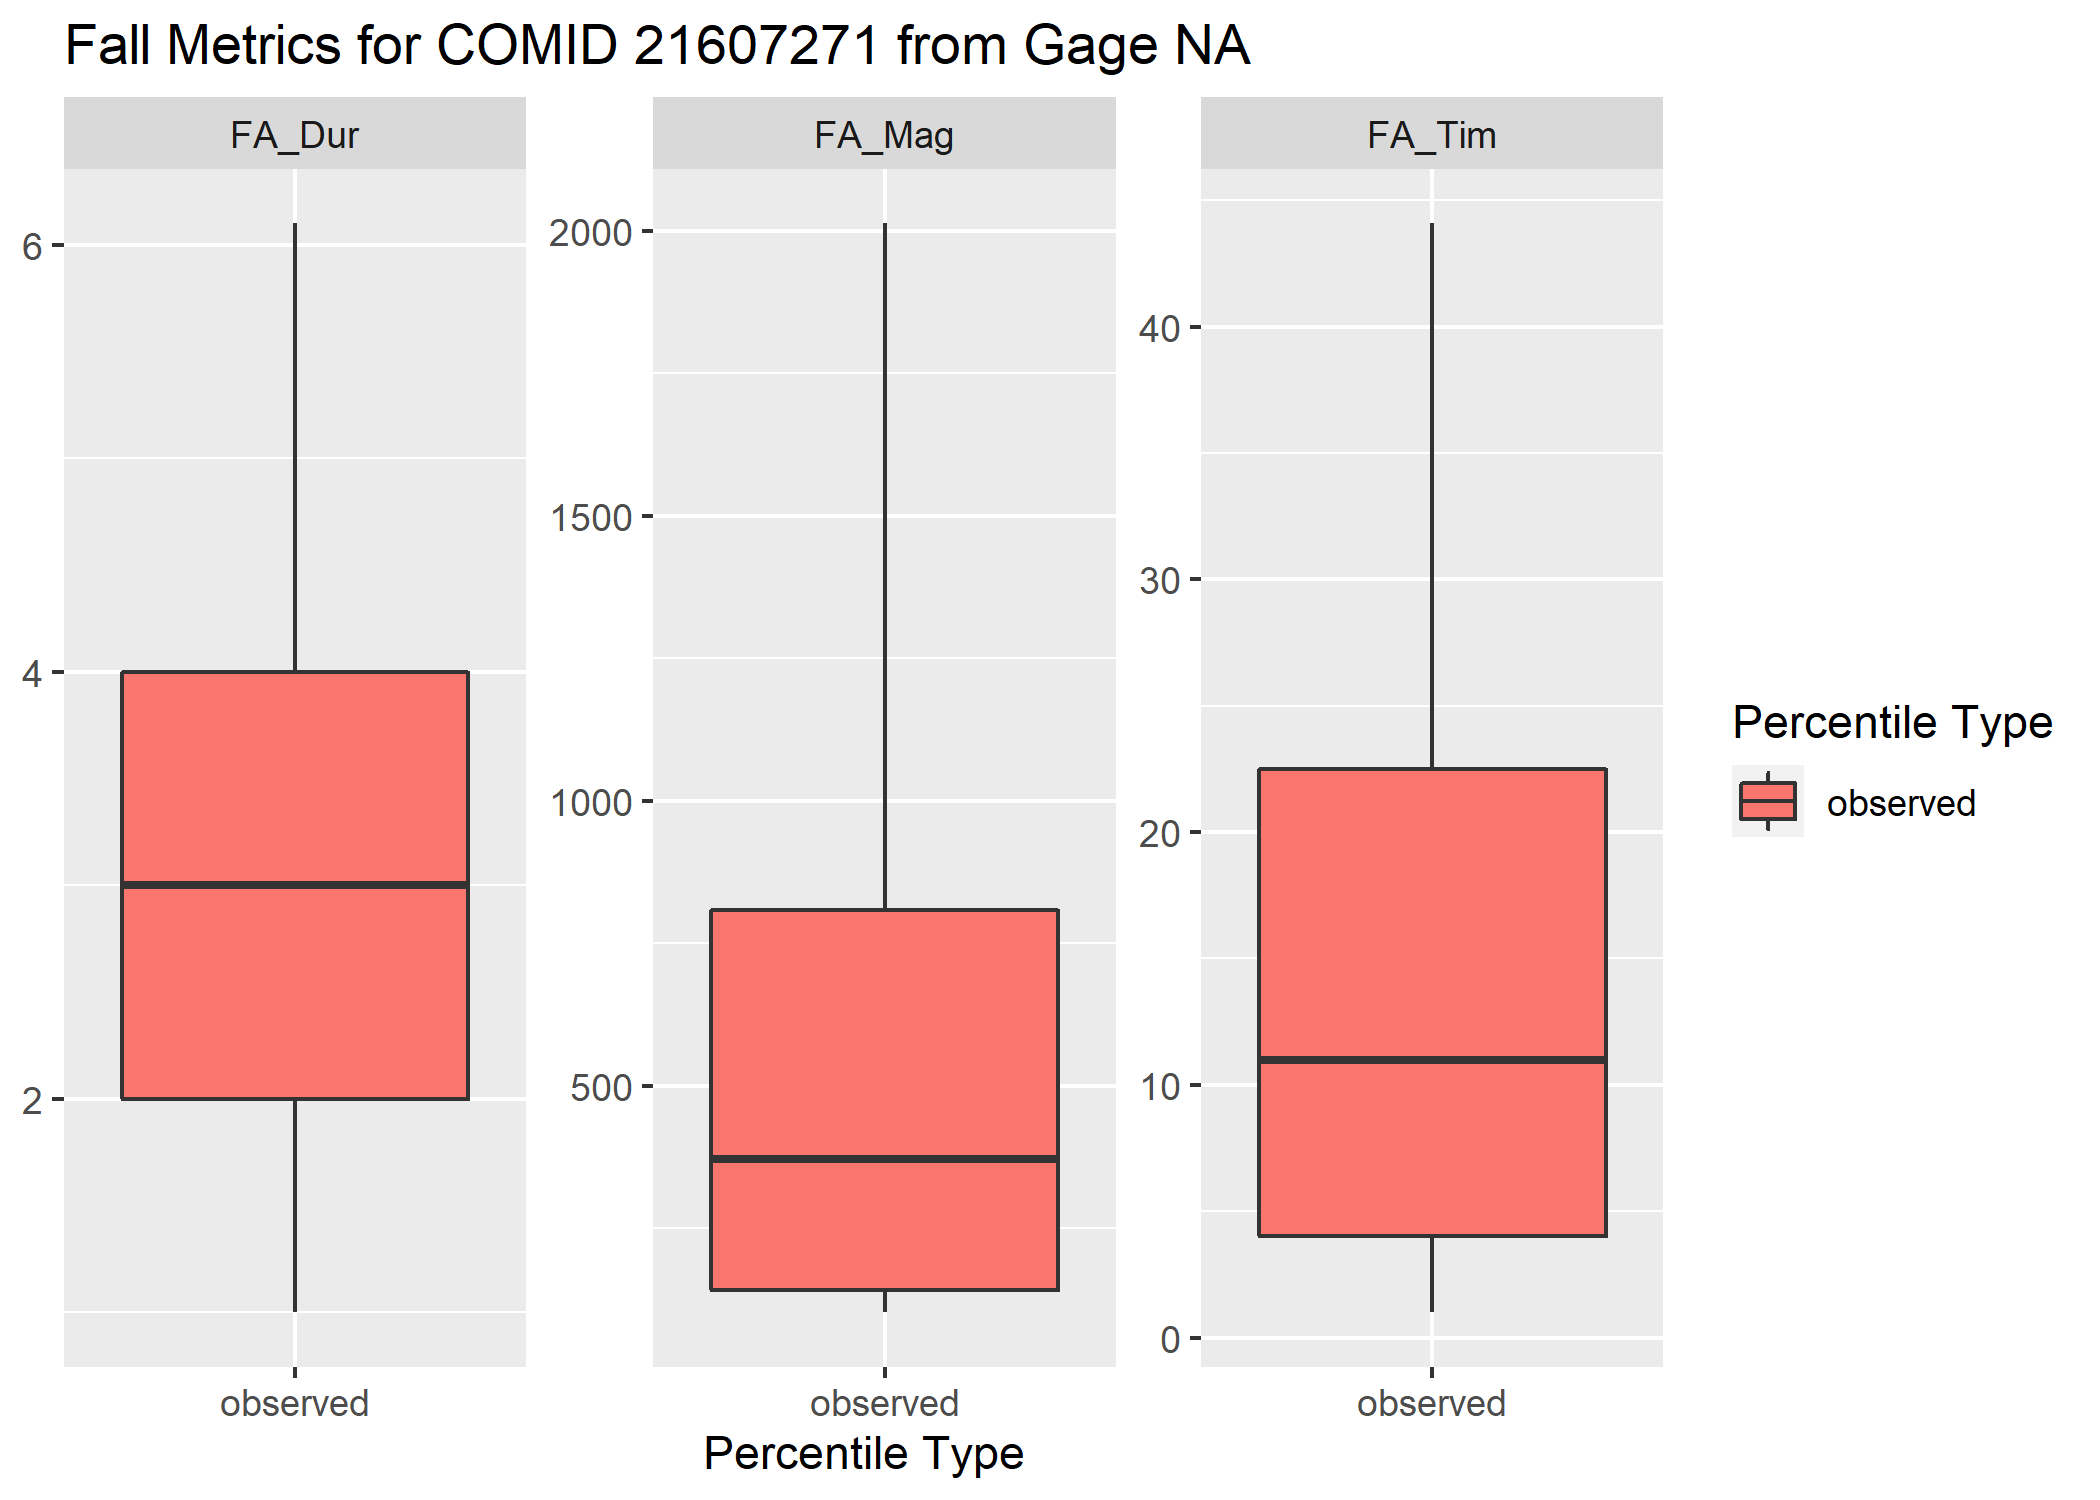 Fall Metrics for COMID 21607271 from Gage NA
FA_Dur
FA_Mag
FA_Tim
6
4
2
2000
1500
1000
500
40
30
20
10
0
observed
observed
observed
Percentile Type
Percentile Type
observed